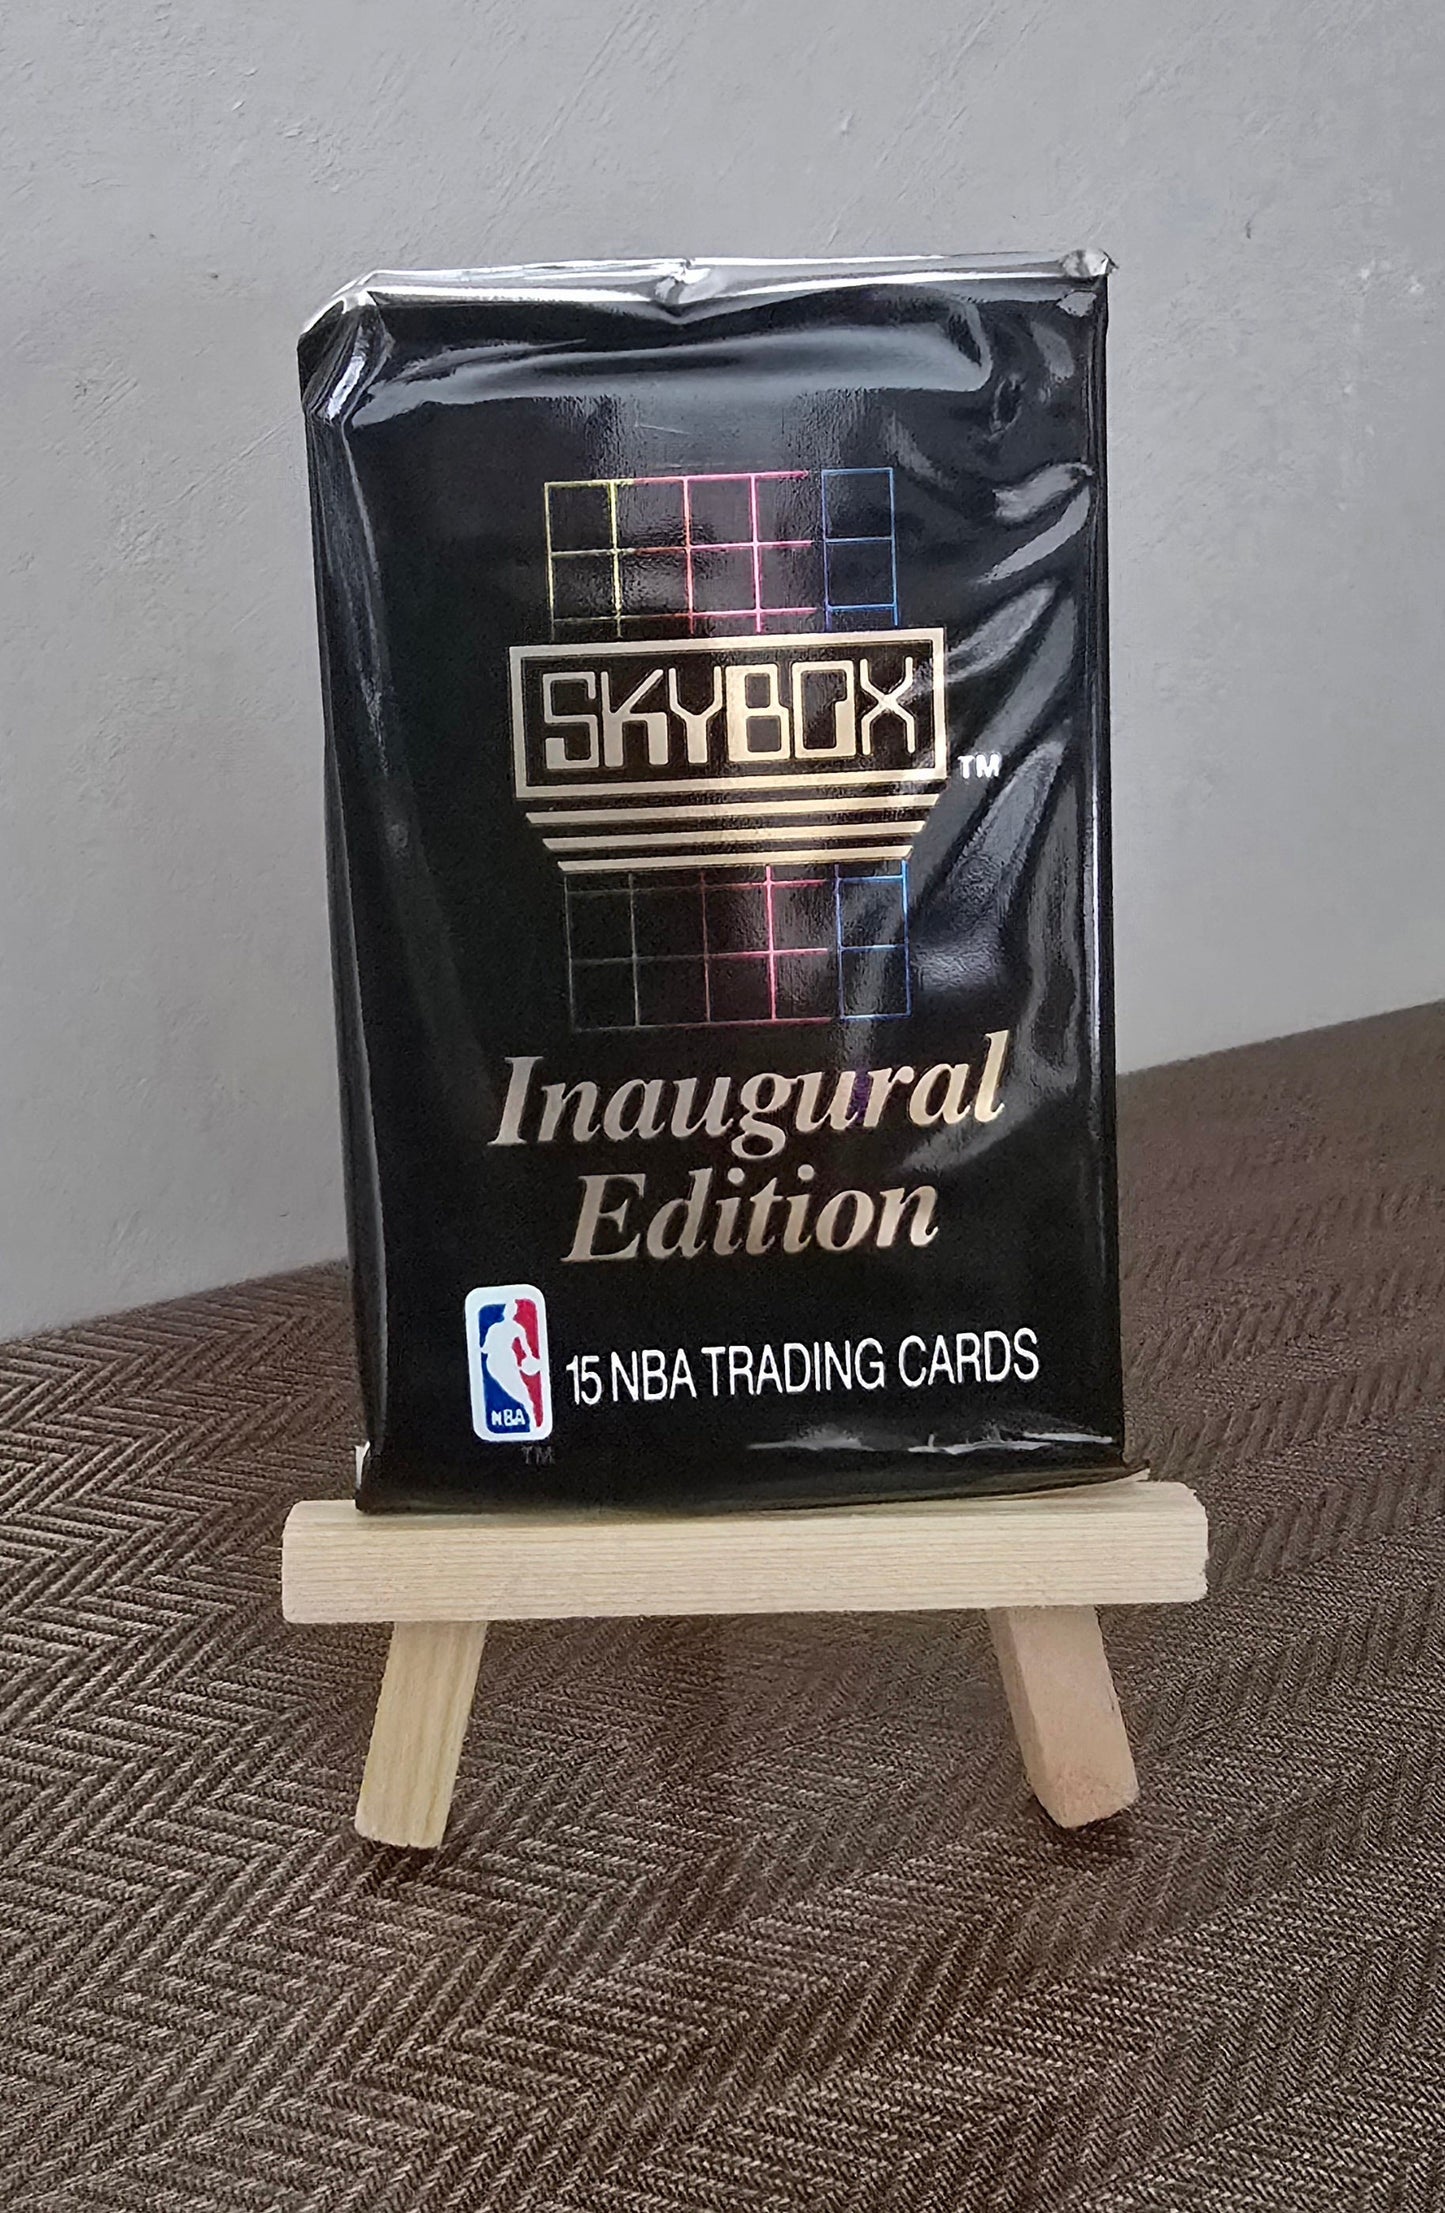 SKYBOX
TM
Inaugural
Edition
NBA
TM
15 NBA TRADING CARDS